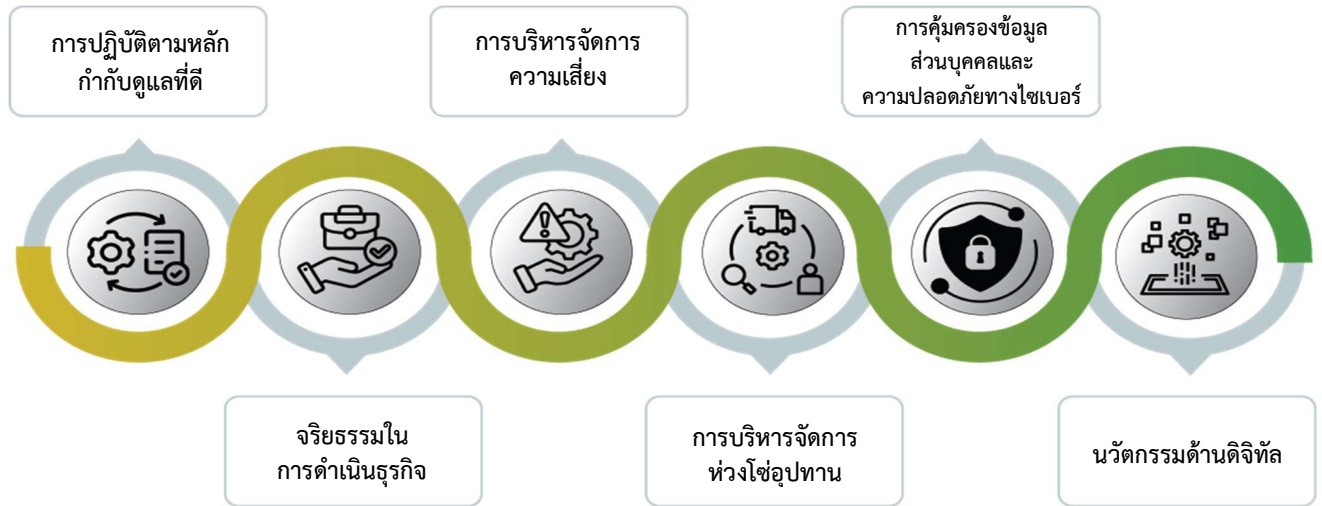 การปฏิบัติตามหลัก
กำกับดูแลที่ดี
จริยธรรมใน
การดำเนินธุรกิจ
การบริหารจัดการ
ความเสี่ยง
การบริหารจัดการ
ห่วงโซ่อุปทาน
การคุ้มครองข้อมูล
ส่วนบุคคลและ
ความปลอดภัยทางไซเบอร์
นวัตกรรมด้านดิจิทัล